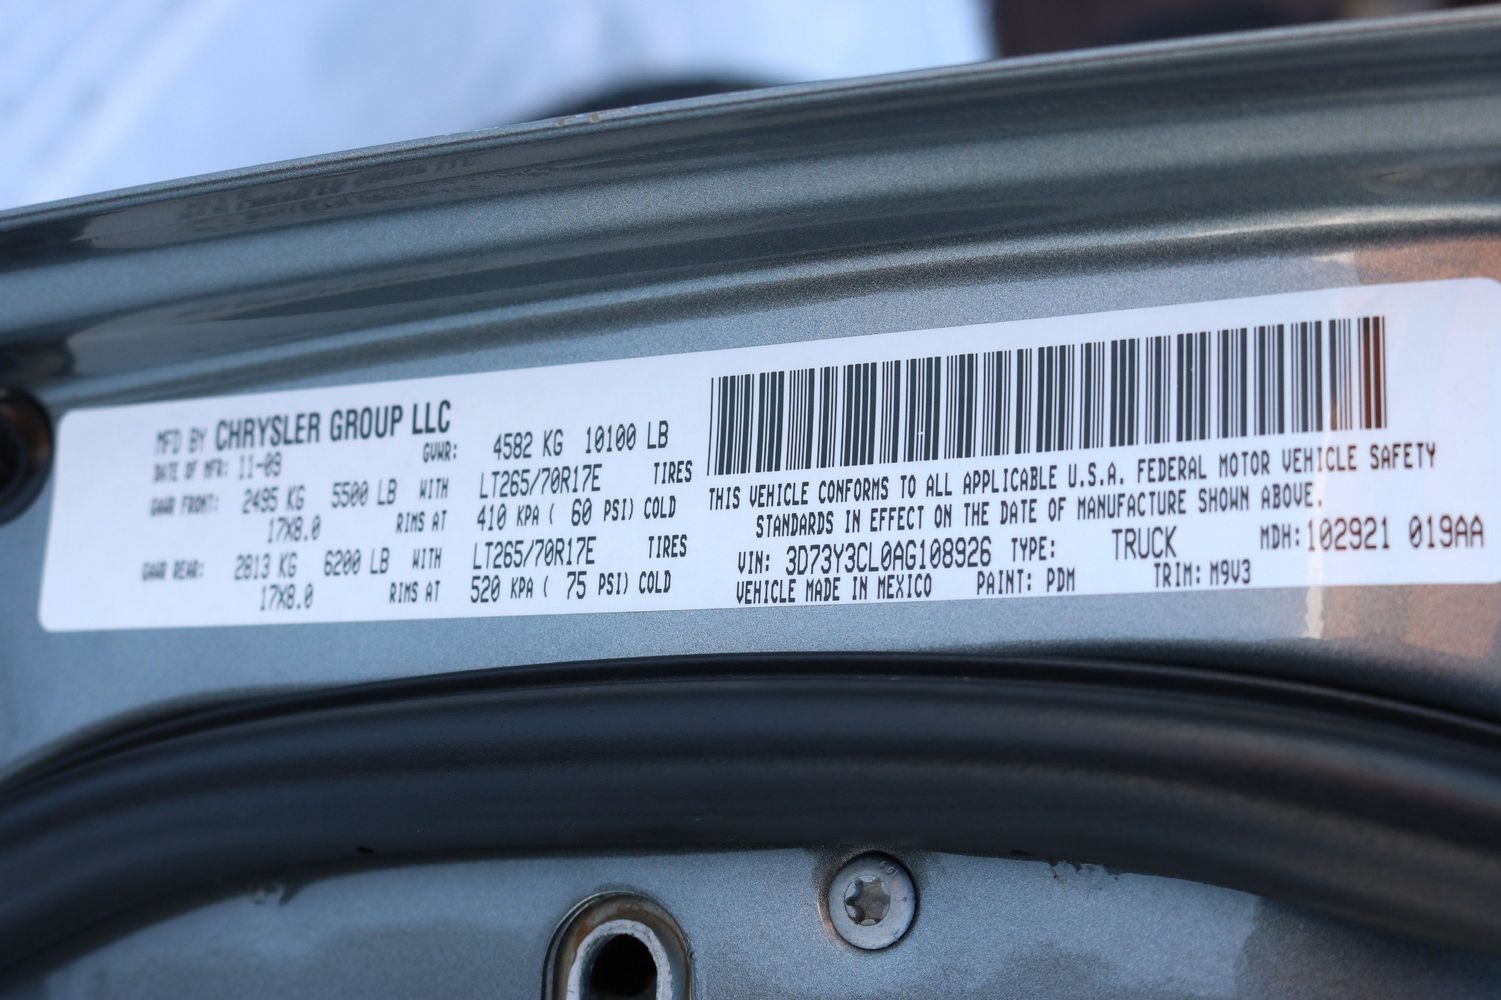 MFD BY CHRYSLER GROUP LLC
DATE OF MFR: 11-09 GVWR: 4582 KG 10100 LB
GAWR FRONT: 2495 KG 5500 LB WITH LT265/70R17E TIRES
17X8.0 RIMS AT 410 KPA ( 60 PSI) COLD
GAWR REAR: 2813 KG 6200 LB WITH LT265/70R17E TIRES
17X8.0 RIMS AT 520 KPA ( 75 PSI) COLD
THIS VEHICLE CONFORMS TO ALL APPLICABLE U.S.A. FEDERAL MOTOR VEHICLE SAFETY
STANDARDS IN EFFECT ON THE DATE OF MANUFACTURE SHOWN ABOVE.
VIN: 3D73Y3CL0AG108926 TYPE: TRUCK MDH: 102921 019AA
VEHICLE MADE IN MEXICO PAINT: PDM TRIM: M9V3